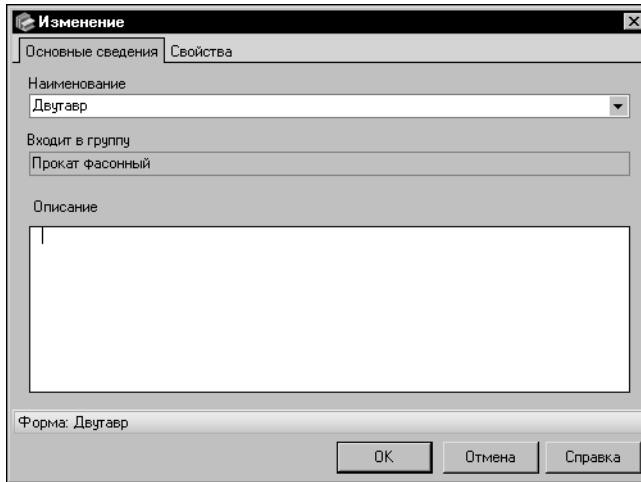 Изменение
Основные сведения Свойства
Наименование
Двутавр
Входит в группу
Прокат фасонный
Описание
Форма: Двутавр
OK Отмена Справка